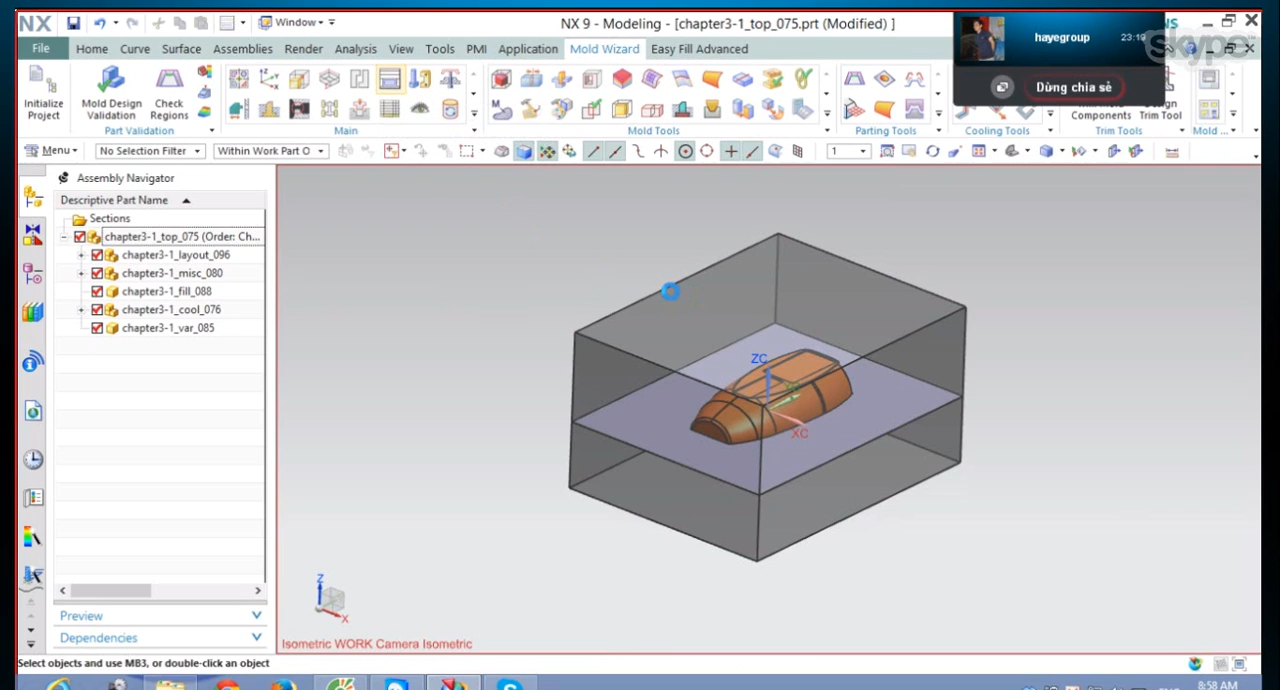 NX
Window
NX 9 - Modeling - [chapter3-1_top_075.prt (Modified) ]
NS
hayegroup
23:19
skype
Dừng chia sẻ
File
Home
Curve
Surface
Assemblies
Render
Analysis
View
Tools
PMI
Application
Mold Wizard
Easy Fill Advanced
Initialize
Project
Mold Design
Validation
Check
Regions
Components
Trim Tool
Part Validation
Main
Mold Tools
Parting Tools
Cooling Tools
Trim Tools
Mold ...
Menu
No Selection Filter
Within Work Part O
1
Assembly Navigator
Descriptive Part Name
Sections
chapter3-1_top_075 (Order: Ch...
chapter3-1_layout_096
chapter3-1_misc_080
chapter3-1_fill_088
chapter3-1_cool_076
chapter3-1_var_085
ZC
XC
Z
X
Preview
Dependencies
Isometric WORK Camera Isometric
Select objects and use MB3, or double-click an object
8:58 AM